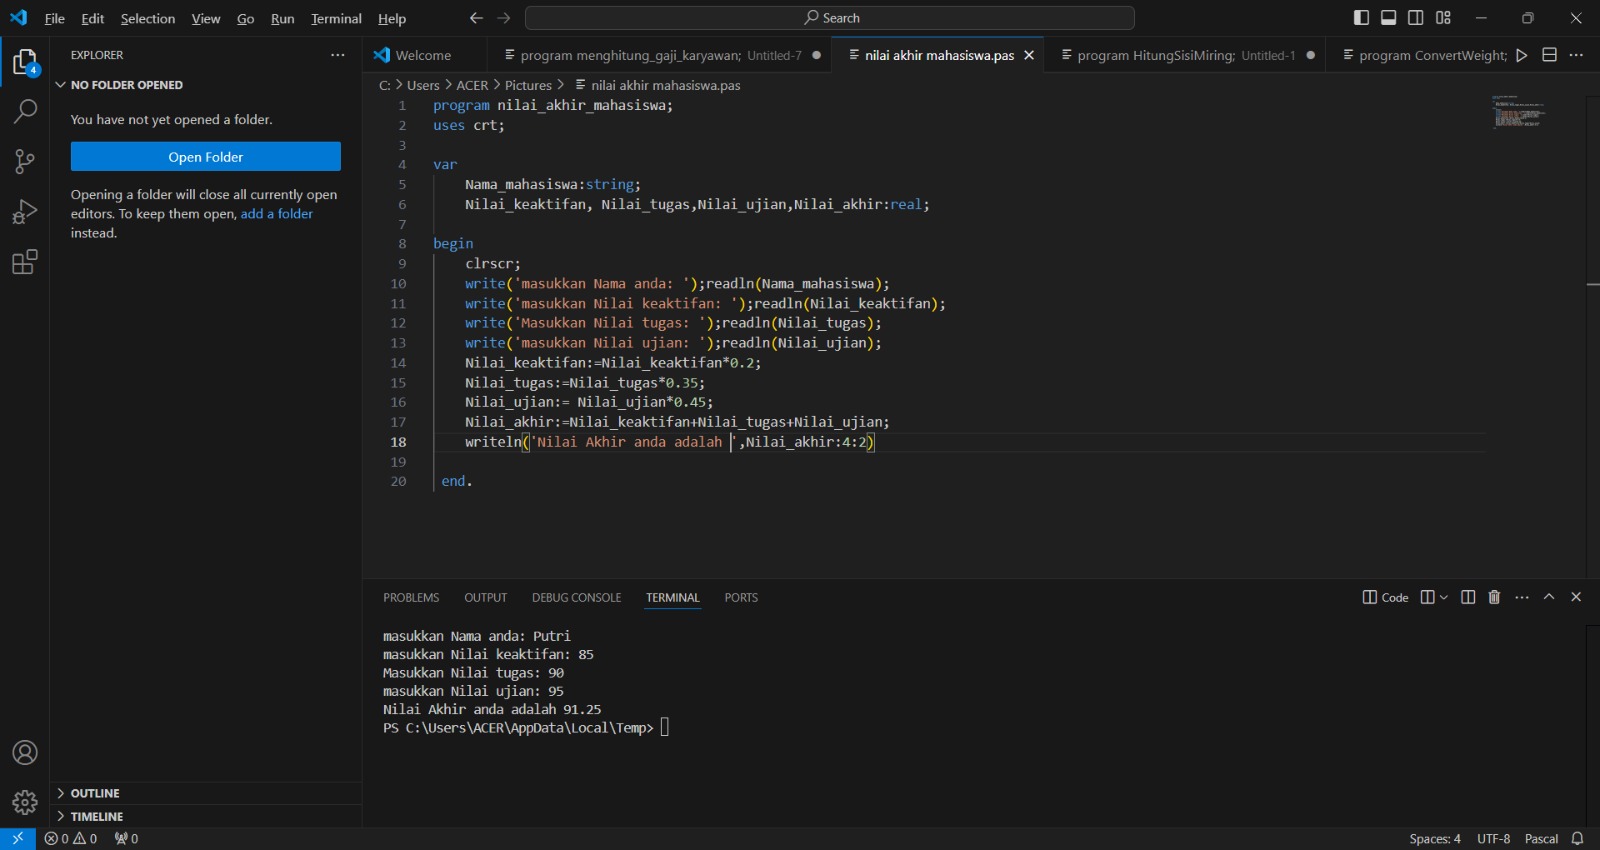 File Edit Selection View Go Run Terminal Help
Search
EXPLORER
NO FOLDER OPENED
You have not yet opened a folder.
Open Folder
Opening a folder will close all currently open
editors. To keep them open, add a folder
instead.
OUTLINE
TIMELINE
4
Welcome
program menghitung_gaji_karyawan; Untitled-7
nilai akhir mahasiswa.pas
program HitungSisiMiring; Untitled-1
program ConvertWeight;
C: > Users > ACER > Pictures > nilai akhir mahasiswa.pas
1 program nilai_akhir_mahasiswa;
2 uses crt;
3
4 var
5 Nama_mahasiswa:string;
6 Nilai_keaktifan, Nilai_tugas,Nilai_ujian,Nilai_akhir:real;
7
8 begin
9 clrscr;
10 write('masukkan Nama anda: ');readln(Nama_mahasiswa);
11 write('masukkan Nilai keaktifan: ');readln(Nilai_keaktifan);
12 write('Masukkan Nilai tugas: ');readln(Nilai_tugas);
13 write('masukkan Nilai ujian: ');readln(Nilai_ujian);
14 Nilai_keaktifan:=Nilai_keaktifan*0.2;
15 Nilai_tugas:=Nilai_tugas*0.35;
16 Nilai_ujian:= Nilai_ujian*0.45;
17 Nilai_akhir:=Nilai_keaktifan+Nilai_tugas+Nilai_ujian;
18 writeln('Nilai Akhir anda adalah ',Nilai_akhir:4:2)
19
20 end.
PROBLEMS OUTPUT DEBUG CONSOLE TERMINAL PORTS
Code
masukkan Nama anda: Putri
masukkan Nilai keaktifan: 85
Masukkan Nilai tugas: 90
masukkan Nilai ujian: 95
Nilai Akhir anda adalah 91.25
PS C:\Users\ACER\AppData\Local\Temp>
0 0 0
Spaces: 4 UTF-8 Pascal